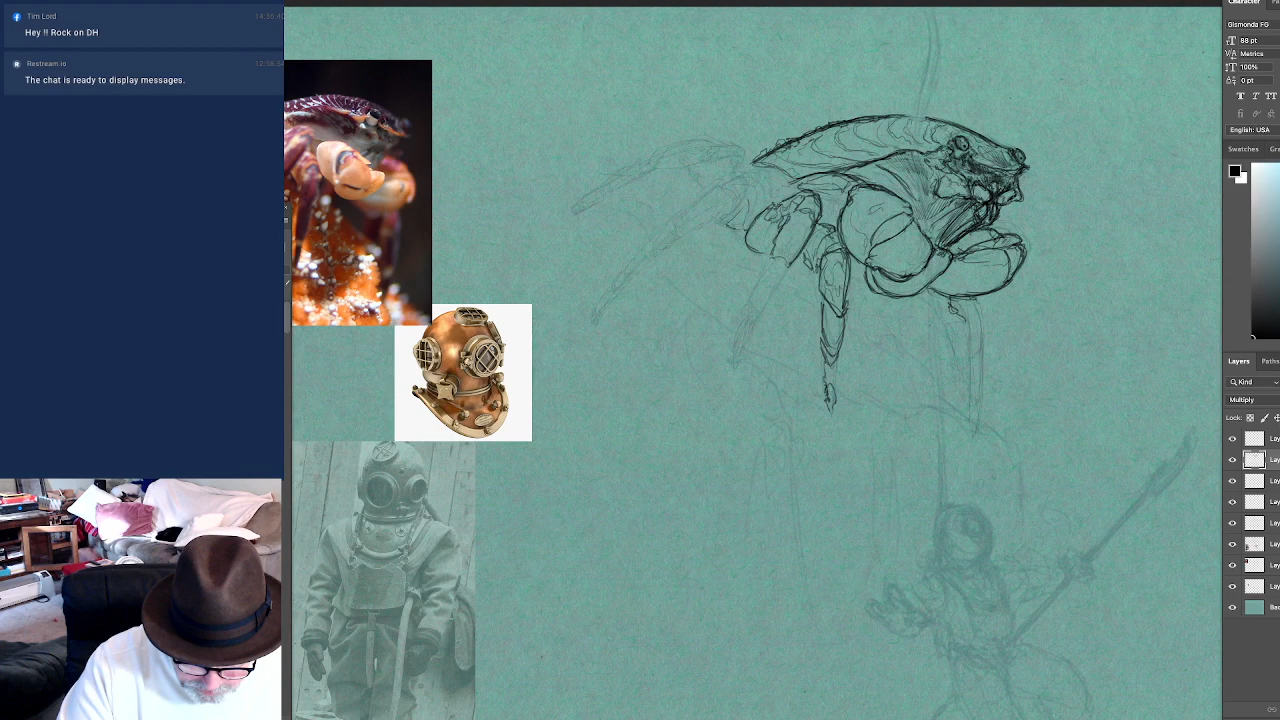 Tim Lord
Hey !! Rock on DH
Restream.io
The chat is ready to display messages.
Character
Gismonda FG
88 pt
Metrics
100%
0 pt
English: USA
Swatches
Layers
Paths
Kind
Multiply
Lock: